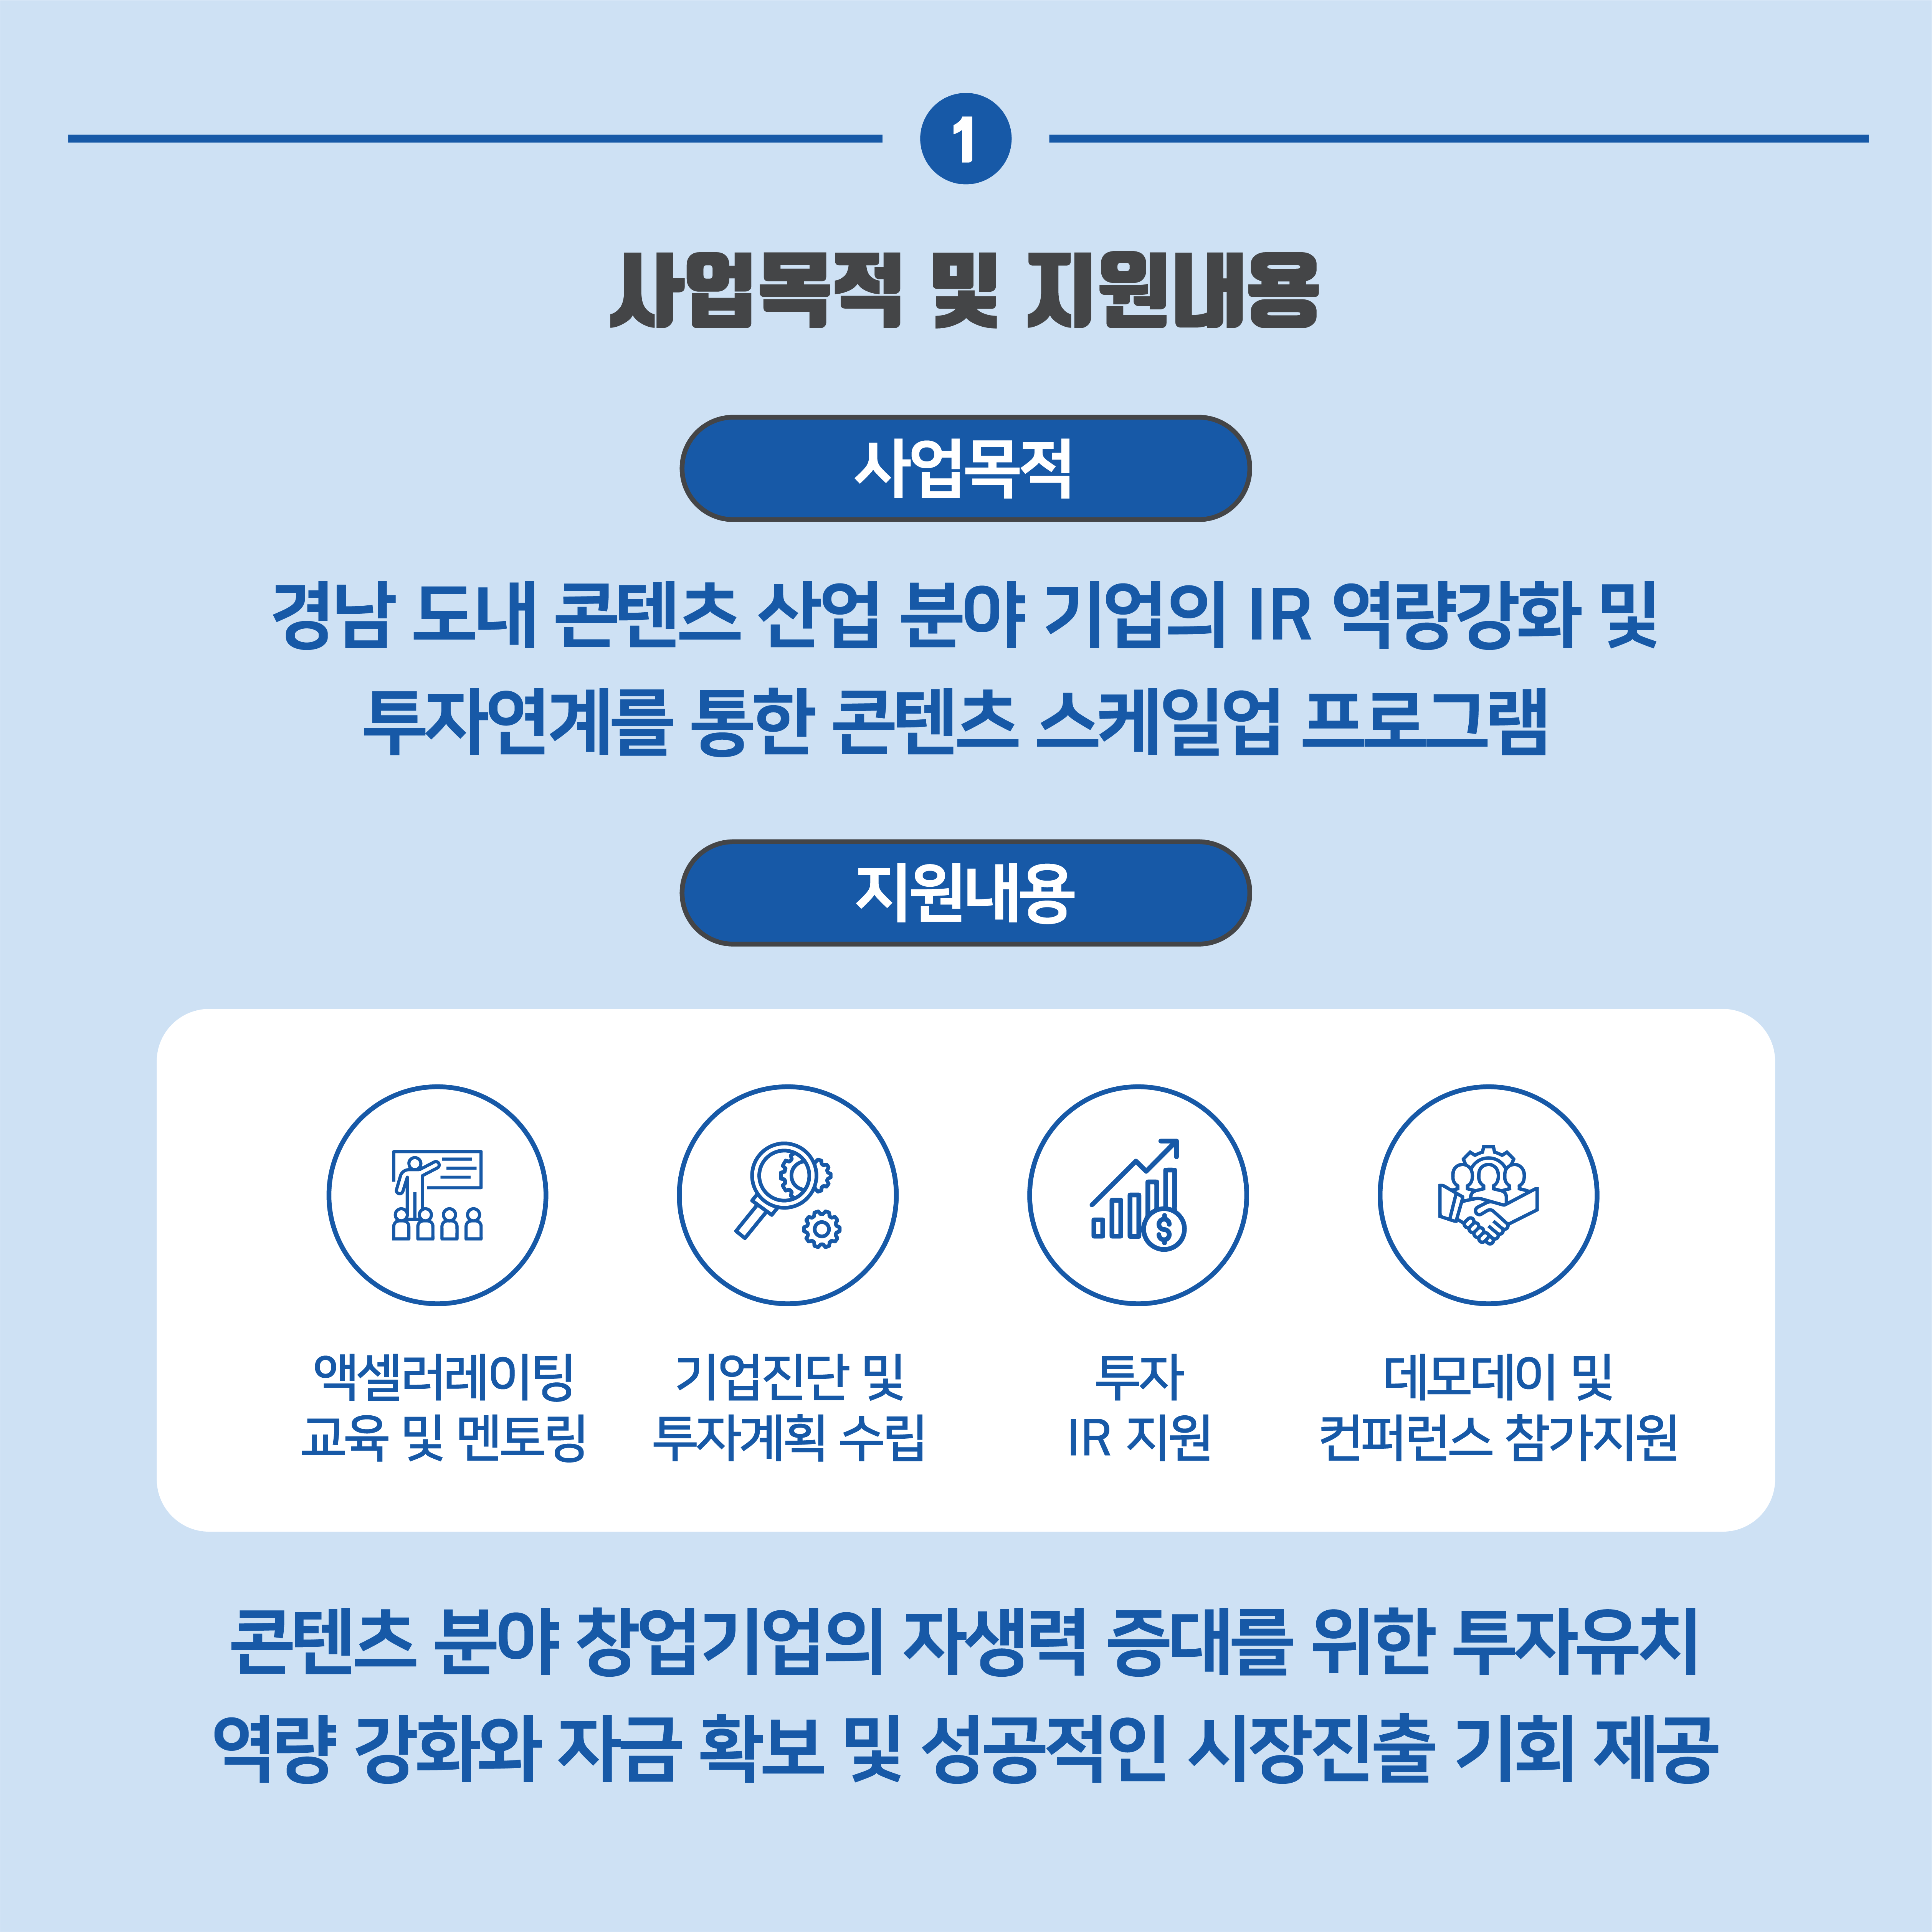 1
사업목적 및 지원내용
사업목적
경남 도내 콘텐츠 산업 분야 기업의 IR 역량강화 및
투자연계를 통한 콘텐츠 스케일업 프로그램
지원내용
액셀러레이팅
교육 및 멘토링
기업진단 및
투자계획 수립
투자
IR 지원
데모데이 및
컨퍼런스 참가지원
콘텐츠 분야 창업기업의 자생력 증대를 위한 투자유치
역량 강화와 자금 확보 및 성공적인 시장진출 기회 제공